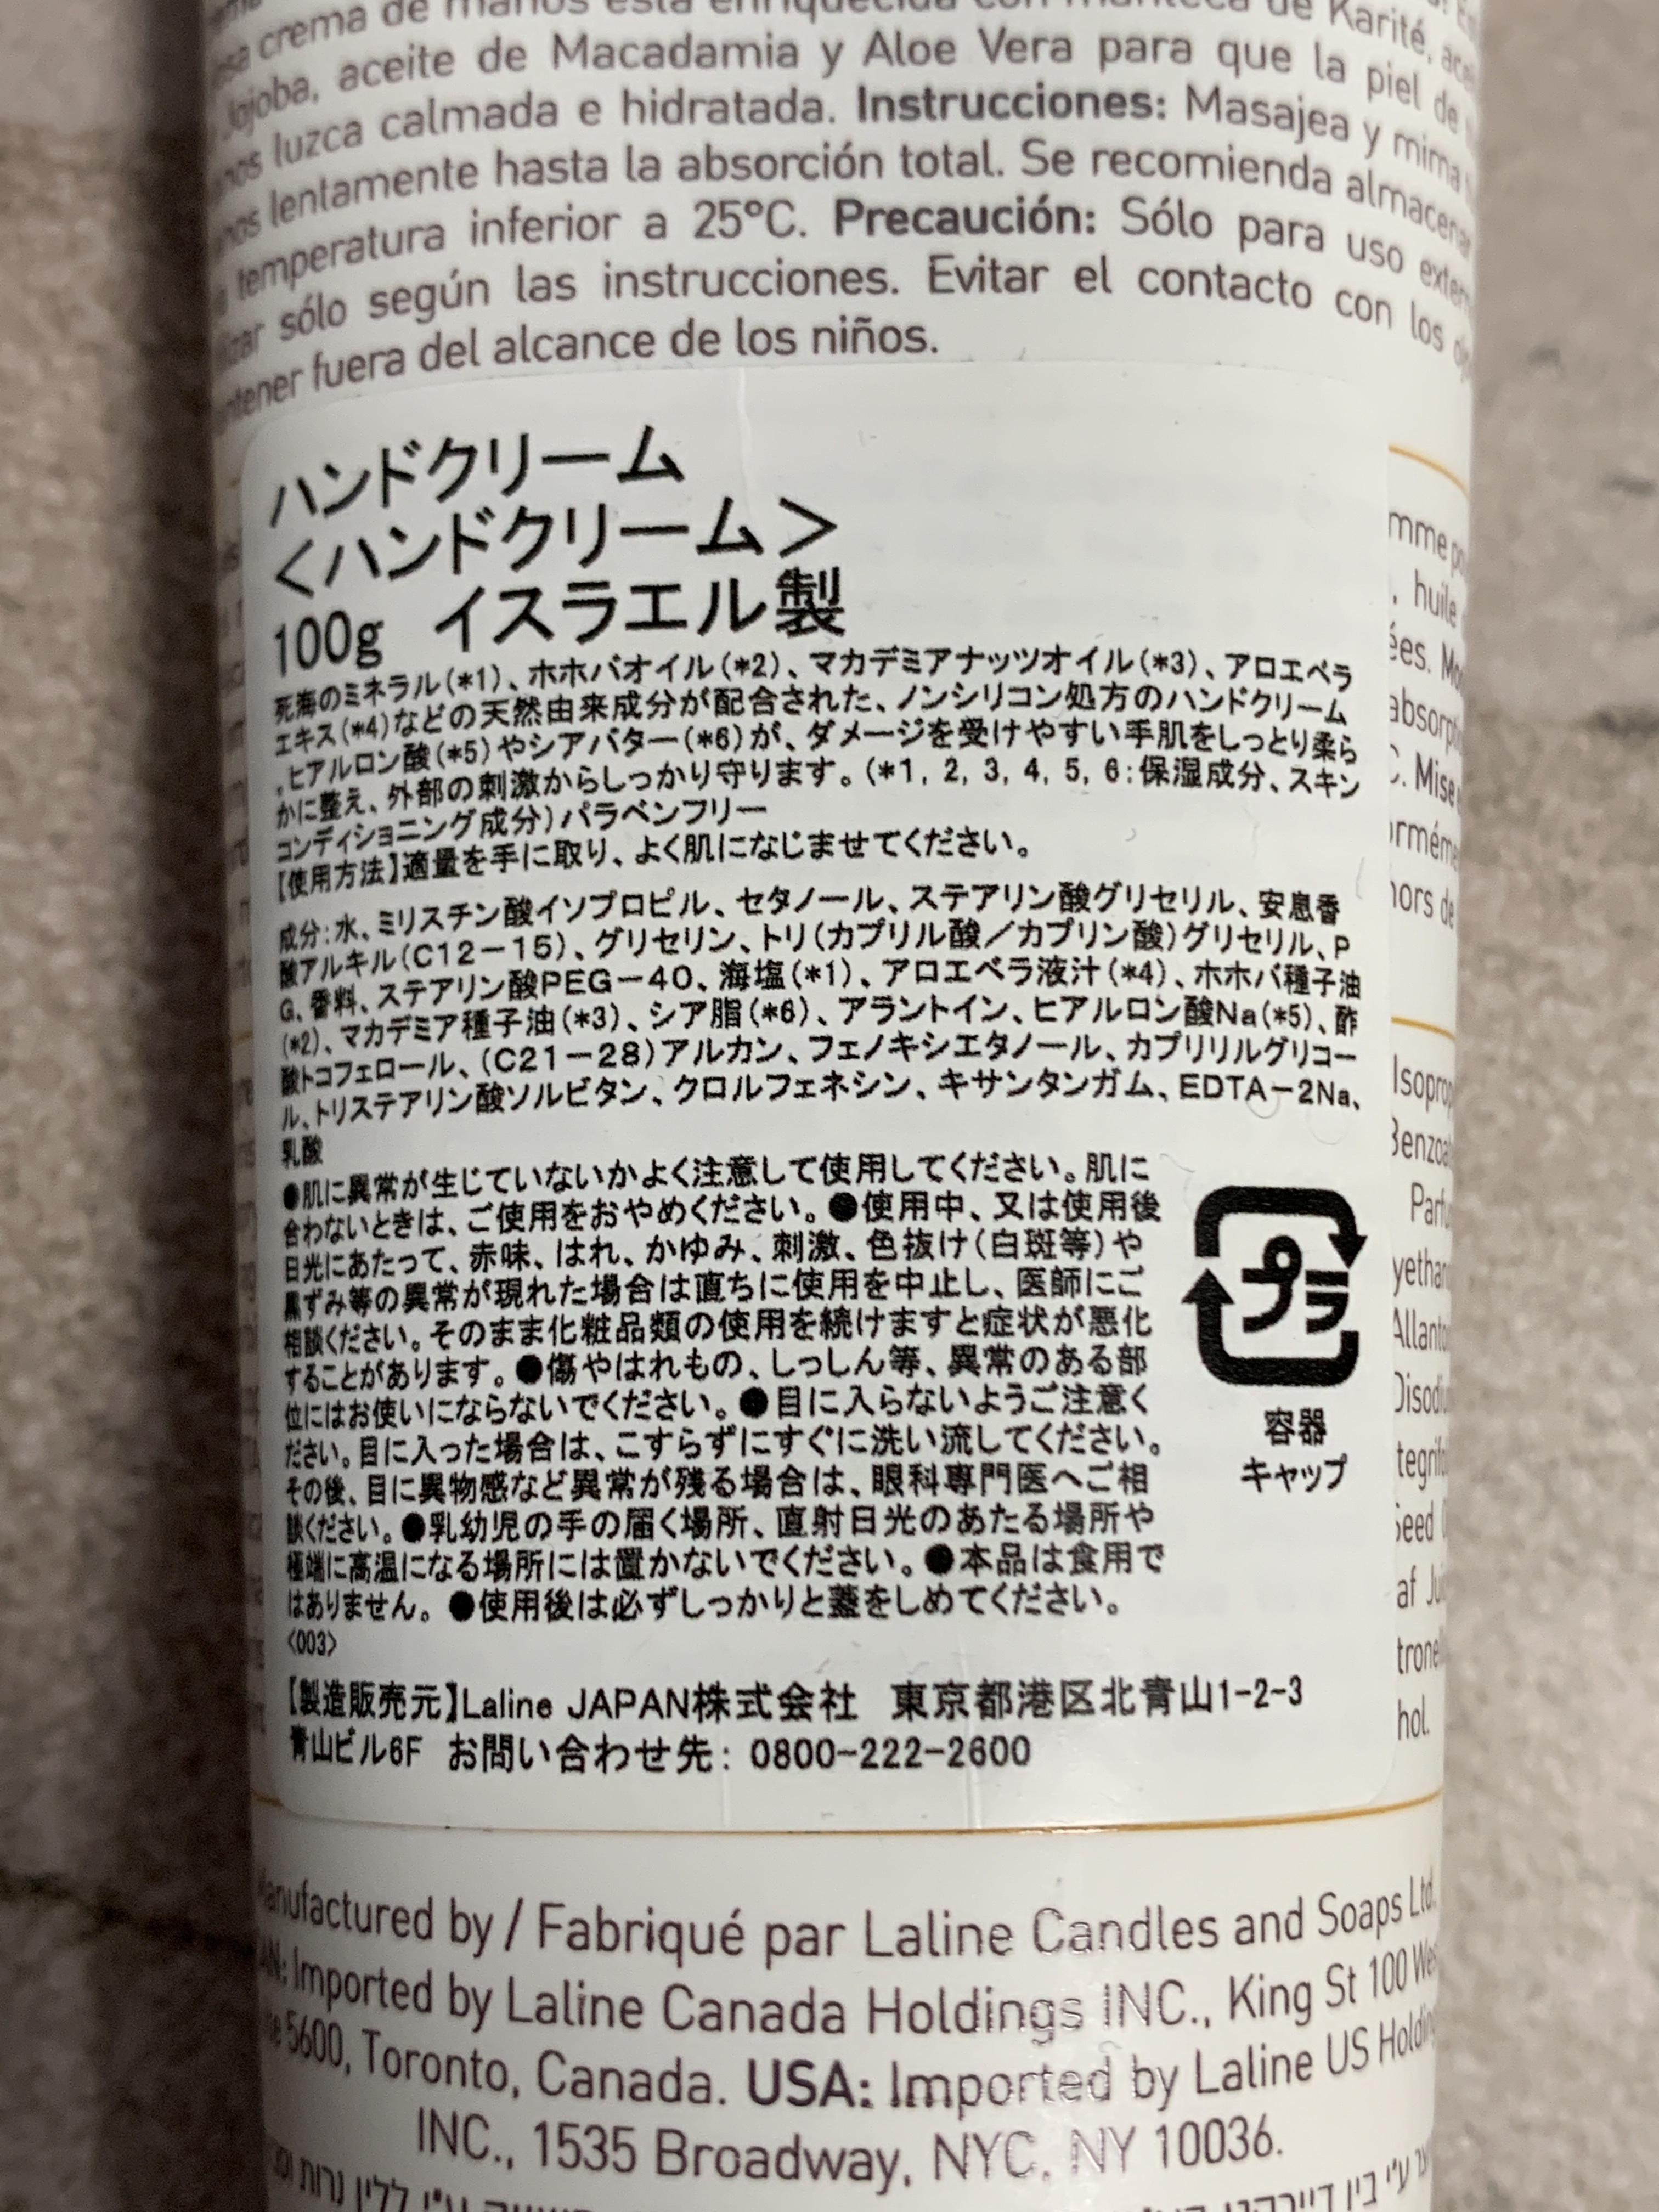 crema de manos está enriquecida con manteca de Karité,
Jojoba, aceite de Macadamia y Aloe Vera para que la piel de
luzca calmada e hidratada. Instrucciones: Masajea y mima
lentamente hasta la absorción total. Se recomienda almacenar
temperatura inferior a 25°C. Precaución: Sólo para uso
sólo según las instrucciones. Evitar el contacto con los
fuera del alcance de los niños.
ハンドクリーム
<ハンドクリーム>
100g イスラエル製
死海のミネラル(*1)、ホホバオイル(*2)、マカデミアナッツオイル(*3)、アロエベラ
エキス(*4)などの天然由来成分が配合された、ノンシリコン処方のハンドクリーム
。ヒアルロン酸(*5)やシアバター(*6)が、ダメージを受けやすい手肌をしっとり柔ら
かに整え、外部の刺激からしっかり守ります。(*1, 2, 3, 4, 5, 6:保湿成分、スキン
コンディショニング成分)パラベンフリー
【使用方法】適量を手に取り、よく肌になじませてください。
成分:水、ミリスチン酸イソプロピル、セタノール、ステアリン酸グリセリル、安息香
酸アルキル(C12-15)、グリセリン、トリ(カプリル酸/カプリン酸)グリセリル、P
G、香料、ステアリン酸PEG-40、海塩(*1)、アロエベラ液汁(*4)、ホホバ種子油
(*2)、マカデミア種子油(*3)、シア脂(*6)、アラントイン、ヒアルロン酸Na(*5)、酢
酸トコフェロール、(C21-28)アルカン、フェノキシエタノール、カプリリルグリコー
ル、トリステアリン酸ソルビタン、クロルフェネシン、キサンタンガム、EDTA-2Na、
乳酸
●肌に異常が生じていないかよく注意して使用してください。肌に
合わないときは、ご使用をおやめください。●使用中、又は使用後
日光にあたって、赤味、はれ、かゆみ、刺激、色抜け(白斑等)や
黒ずみ等の異常が現れた場合は直ちに使用を中止し、医師にご
相談ください。そのまま化粧品類の使用を続けますと症状が悪化
することがあります。●傷やはれもの、しっしん等、異常のある部
位にはお使いにならないでください。●目に入らないようご注意く
ださい。目に入った場合は、こすらずにすぐに洗い流してください。
その後、目に異物感など異常が残る場合は、眼科専門医へご相
談ください。●乳幼児の手の届く場所、直射日光のあたる場所や
極端に高温になる場所には置かないでください。●本品は食用で
はありません。●使用後は必ずしっかりと蓋をしめてください。
<003>
プラ
容器
キャップ
【製造販売元】Laline JAPAN株式会社 東京都港区北青山1-2-3
青山ビル6F お問い合わせ先: 0800-222-2600
huile
Mise
hors de
by / Fabriqué par Laline Candles and Soaps Ltd.
Imported by Laline Canada Holdings INC., King St 100
5600, Toronto, Canada. USA: Imported by Laline US
INC., 1535 Broadway, NYC, NY 10036.